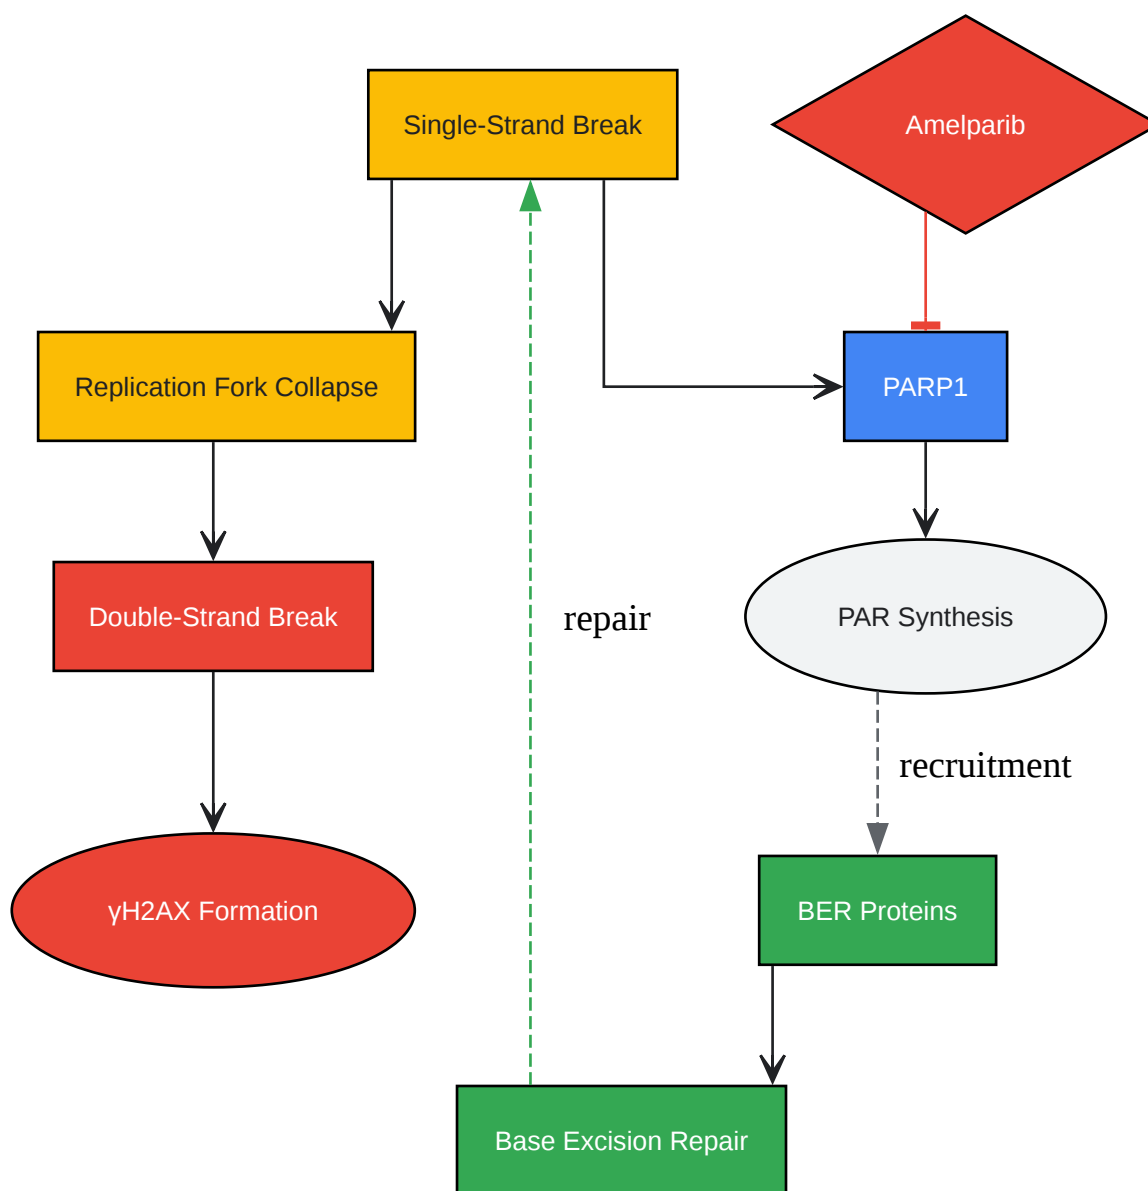 Single-Strand Break
Amelparib
Replication Fork Collapse
PARP1
Double-Strand Break
repair
PAR Synthesis
recruitment
γH2AX Formation
BER Proteins
Base Excision Repair